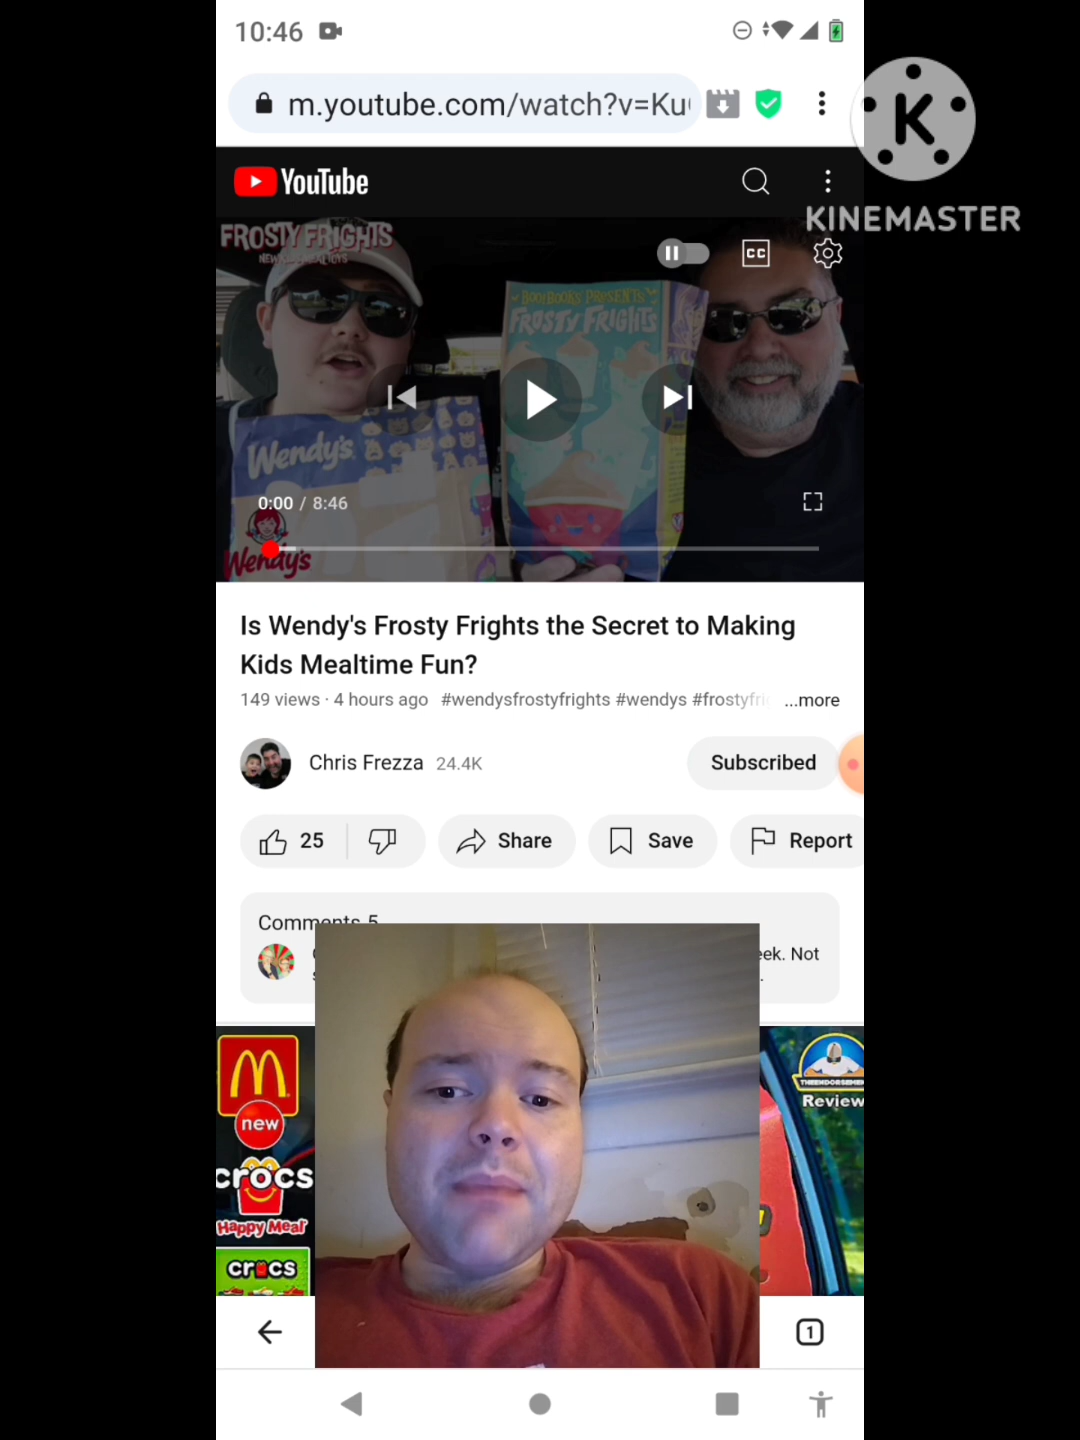 10:46
m.youtube.com/watch?v=Ku
K
KINEMASTER
YouTube
FROSTY FRIGHTS
CC
BOO! BOOKS PRESENTS
FROSTY FRIGHTS
Wendy's
0:00 / 8:46
Wendy's
Is Wendy's Frosty Frights the Secret to Making
Kids Mealtime Fun?
149 views · 4 hours ago #wendysfrostyfrights #wendys #frostyfri ...more
Chris Frezza 24.4K
Subscribed
25
Share
Save
Report
Comments 5
eek. Not
new
crocs
Happy Meal
crocs
THEENDORSEMEN
Review
1